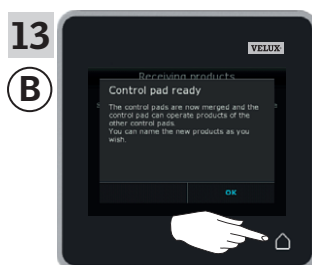 13
B
VELUX
Receiving products
Control pad ready
The control pads are now merged and the
control pad can operate products of the
other control pads.
You can name the new products as you
wish.
OK